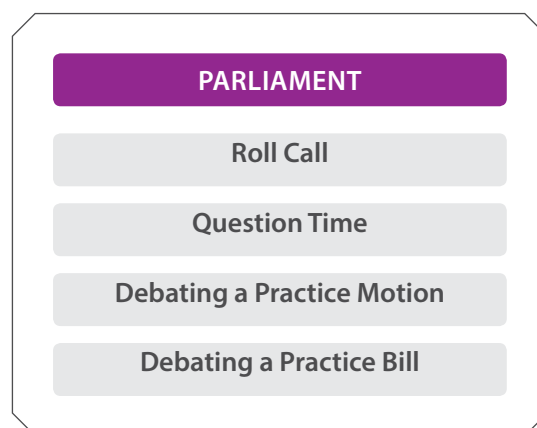 PARLIAMENT
Roll Call
Question Time
Debating a Practice Motion
Debating a Practice Bill